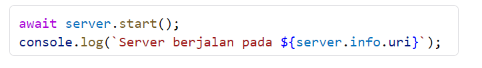 await server.start();
console.log(`Server berjalan pada ${server.info.uri}`);